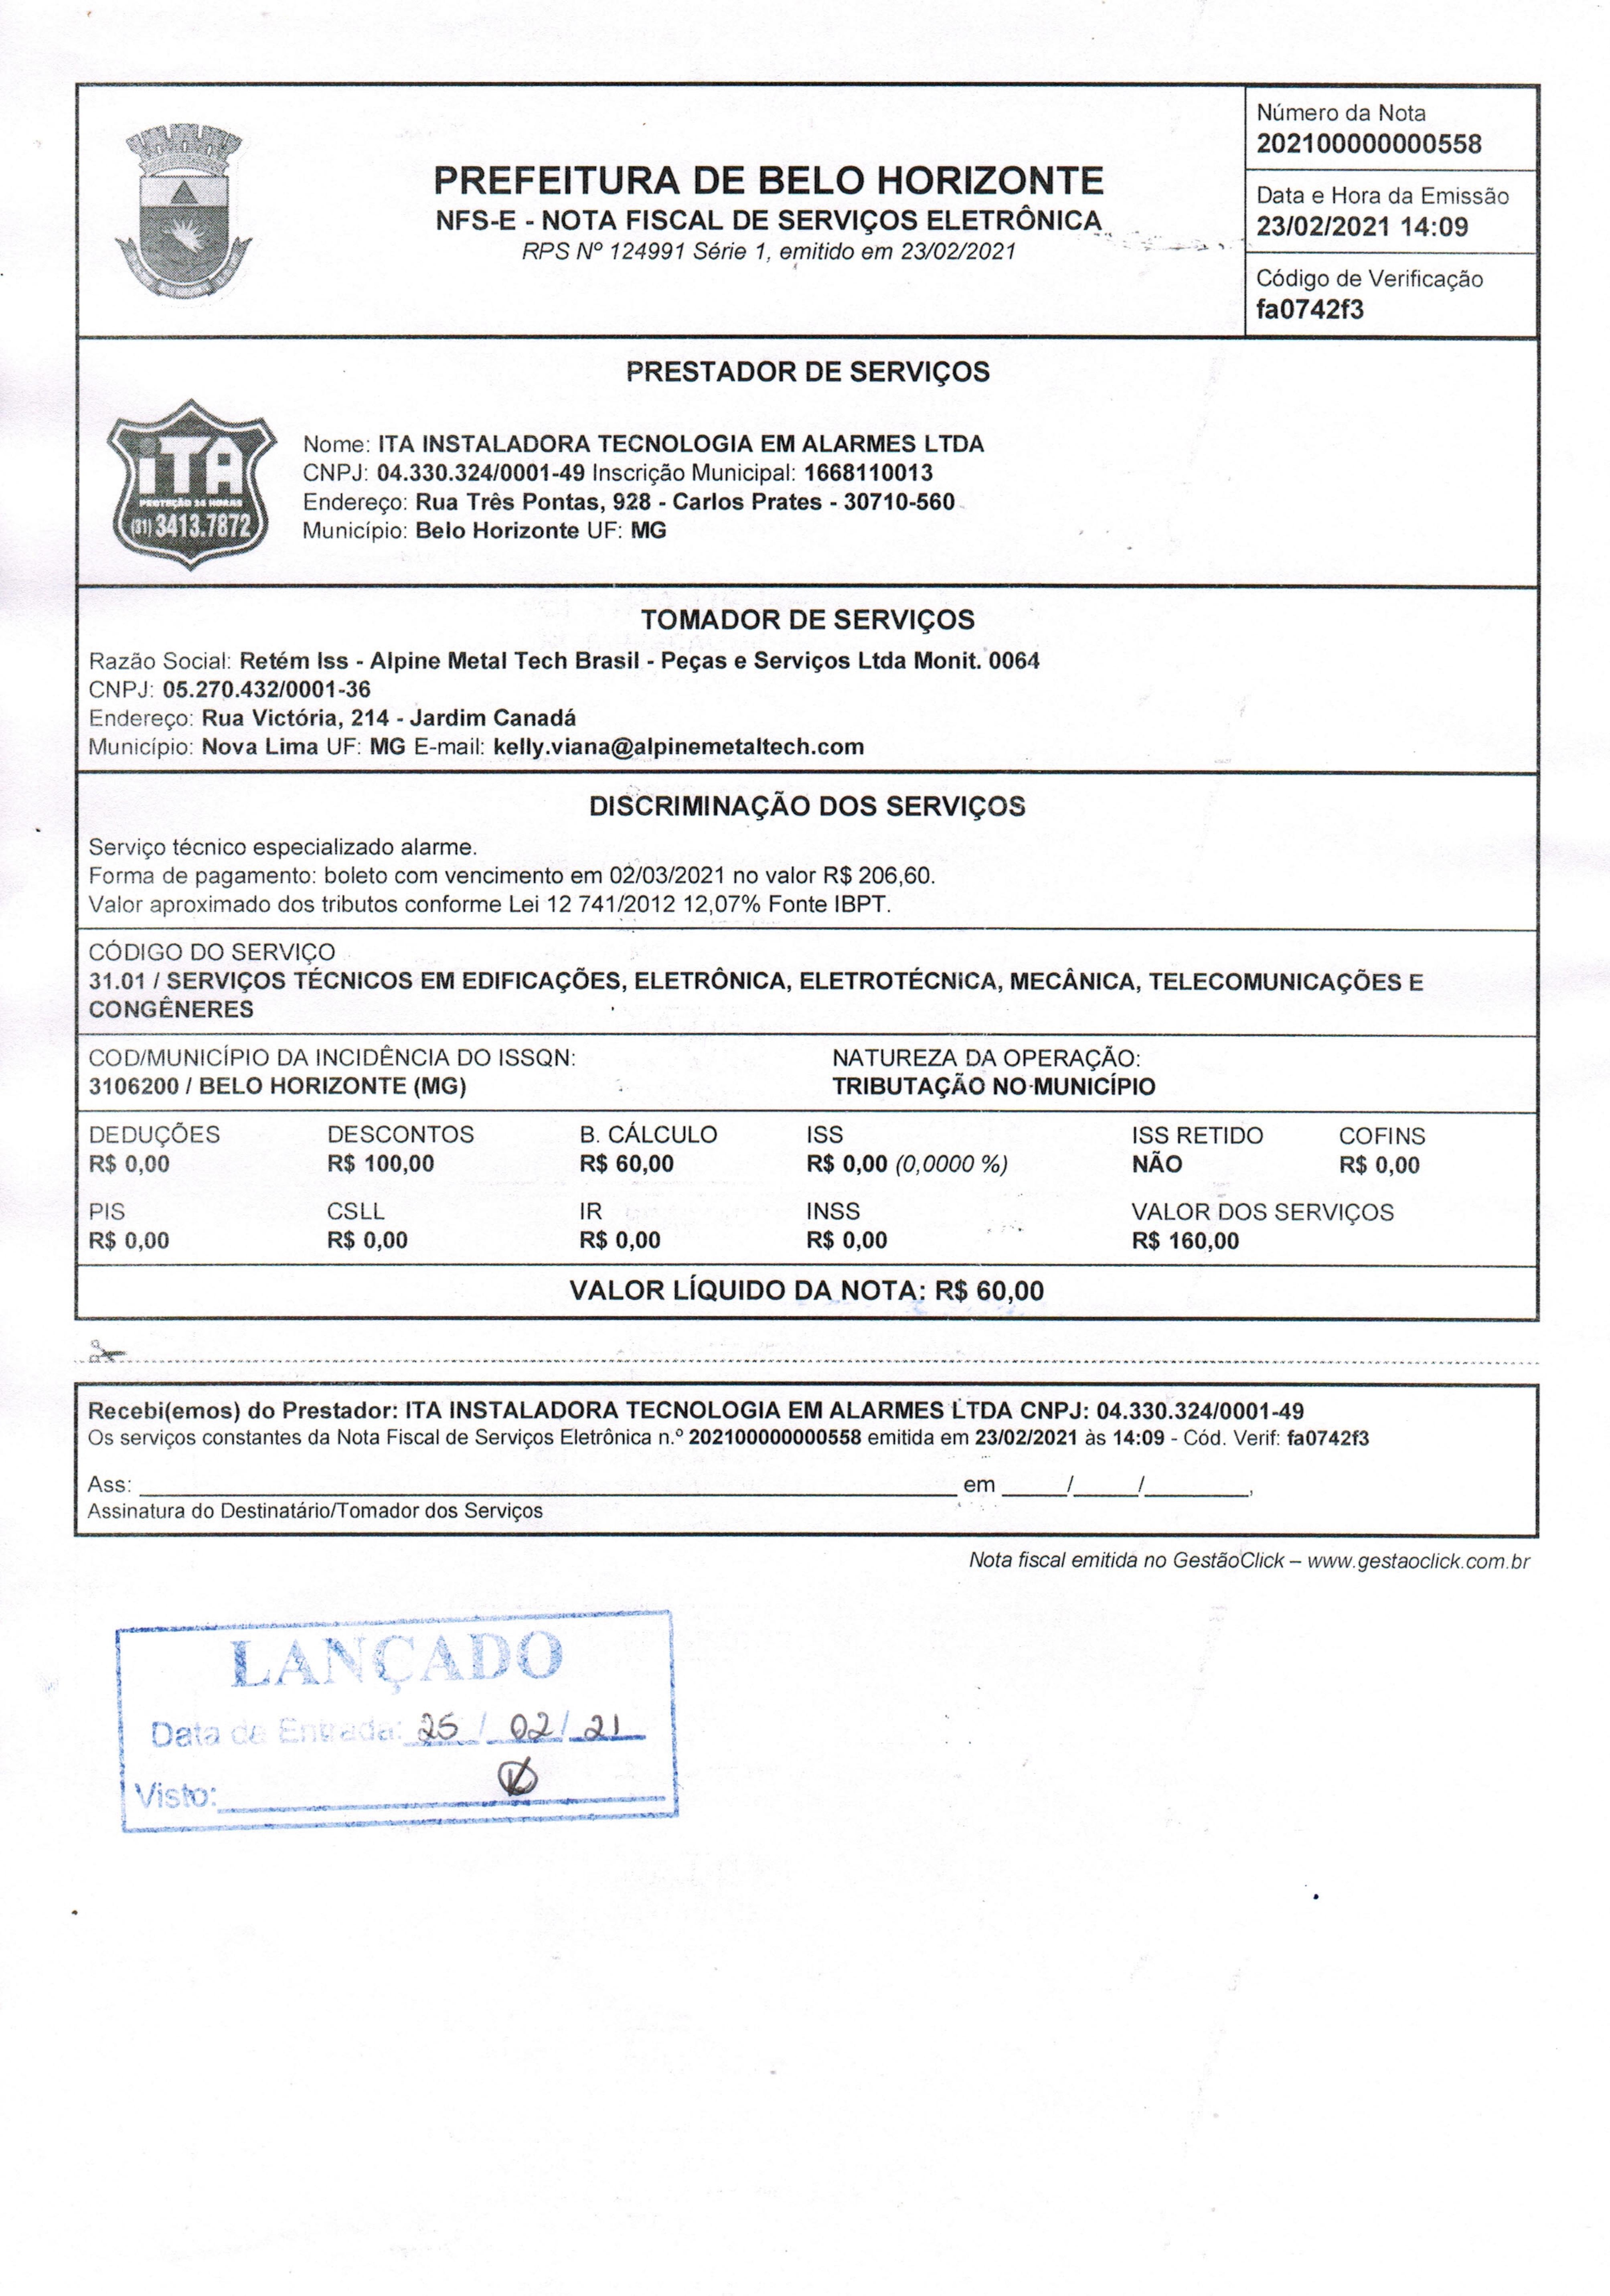 Número da Nota
202100000000558
PREFEITURA DE BELO HORIZONTE
NFS-E - NOTA FISCAL DE SERVIÇOS ELETRÔNICA
RPS Nº 124991 Série 1, emitido em 23/02/2021
Data e Hora da Emissão
23/02/2021 14:09
Código de Verificação
fa0742f3
PRESTADOR DE SERVIÇOS
iTA
PROTEÇÃO 24 HORAS
(31) 3413.7872
Nome: ITA INSTALADORA TECNOLOGIA EM ALARMES LTDA
CNPJ: 04.330.324/0001-49 Inscrição Municipal: 1668110013
Endereço: Rua Três Pontas, 928 - Carlos Prates - 30710-560
Município: Belo Horizonte UF: MG
TOMADOR DE SERVIÇOS
Razão Social: Retém Iss - Alpine Metal Tech Brasil - Peças e Serviços Ltda Monit. 0064
CNPJ: 05.270.432/0001-36
Endereço: Rua Victória, 214 - Jardim Canadá
Município: Nova Lima UF: MG E-mail: kelly.viana@alpinemetaltech.com
DISCRIMINAÇÃO DOS SERVIÇOS
Serviço técnico especializado alarme.
Forma de pagamento: boleto com vencimento em 02/03/2021 no valor R$ 206,60.
Valor aproximado dos tributos conforme Lei 12 741/2012 12,07% Fonte IBPT.
CÓDIGO DO SERVIÇO
31.01 / SERVIÇOS TÉCNICOS EM EDIFICAÇÕES, ELETRÔNICA, ELETROTÉCNICA, MECÂNICA, TELECOMUNICAÇÕES E
CONGÊNERES
COD/MUNICÍPIO DA INCIDÊNCIA DO ISSQN: NATUREZA DA OPERAÇÃO:
3106200 / BELO HORIZONTE (MG) TRIBUTAÇÃO NO MUNICÍPIO
DEDUÇÕES DESCONTOS B. CÁLCULO ISS ISS RETIDO COFINS
R$ 0,00 R$ 100,00 R$ 60,00 R$ 0,00 (0,0000 %) NÃO R$ 0,00
PIS CSLL IR INSS VALOR DOS SERVIÇOS
R$ 0,00 R$ 0,00 R$ 0,00 R$ 0,00 R$ 160,00
VALOR LÍQUIDO DA NOTA: R$ 60,00
Recebi(emos) do Prestador: ITA INSTALADORA TECNOLOGIA EM ALARMES LTDA CNPJ: 04.330.324/0001-49
Os serviços constantes da Nota Fiscal de Serviços Eletrônica n.º 202100000000558 emitida em 23/02/2021 às 14:09 - Cód. Verif: fa0742f3
Ass: ____ em ___/___/____,
Assinatura do Destinatário/Tomador dos Serviços
Nota fiscal emitida no GestãoClick – www.gestaoclick.com.br
LANÇADO
Data da Entrada: 25 / 02 / 21
Visto: